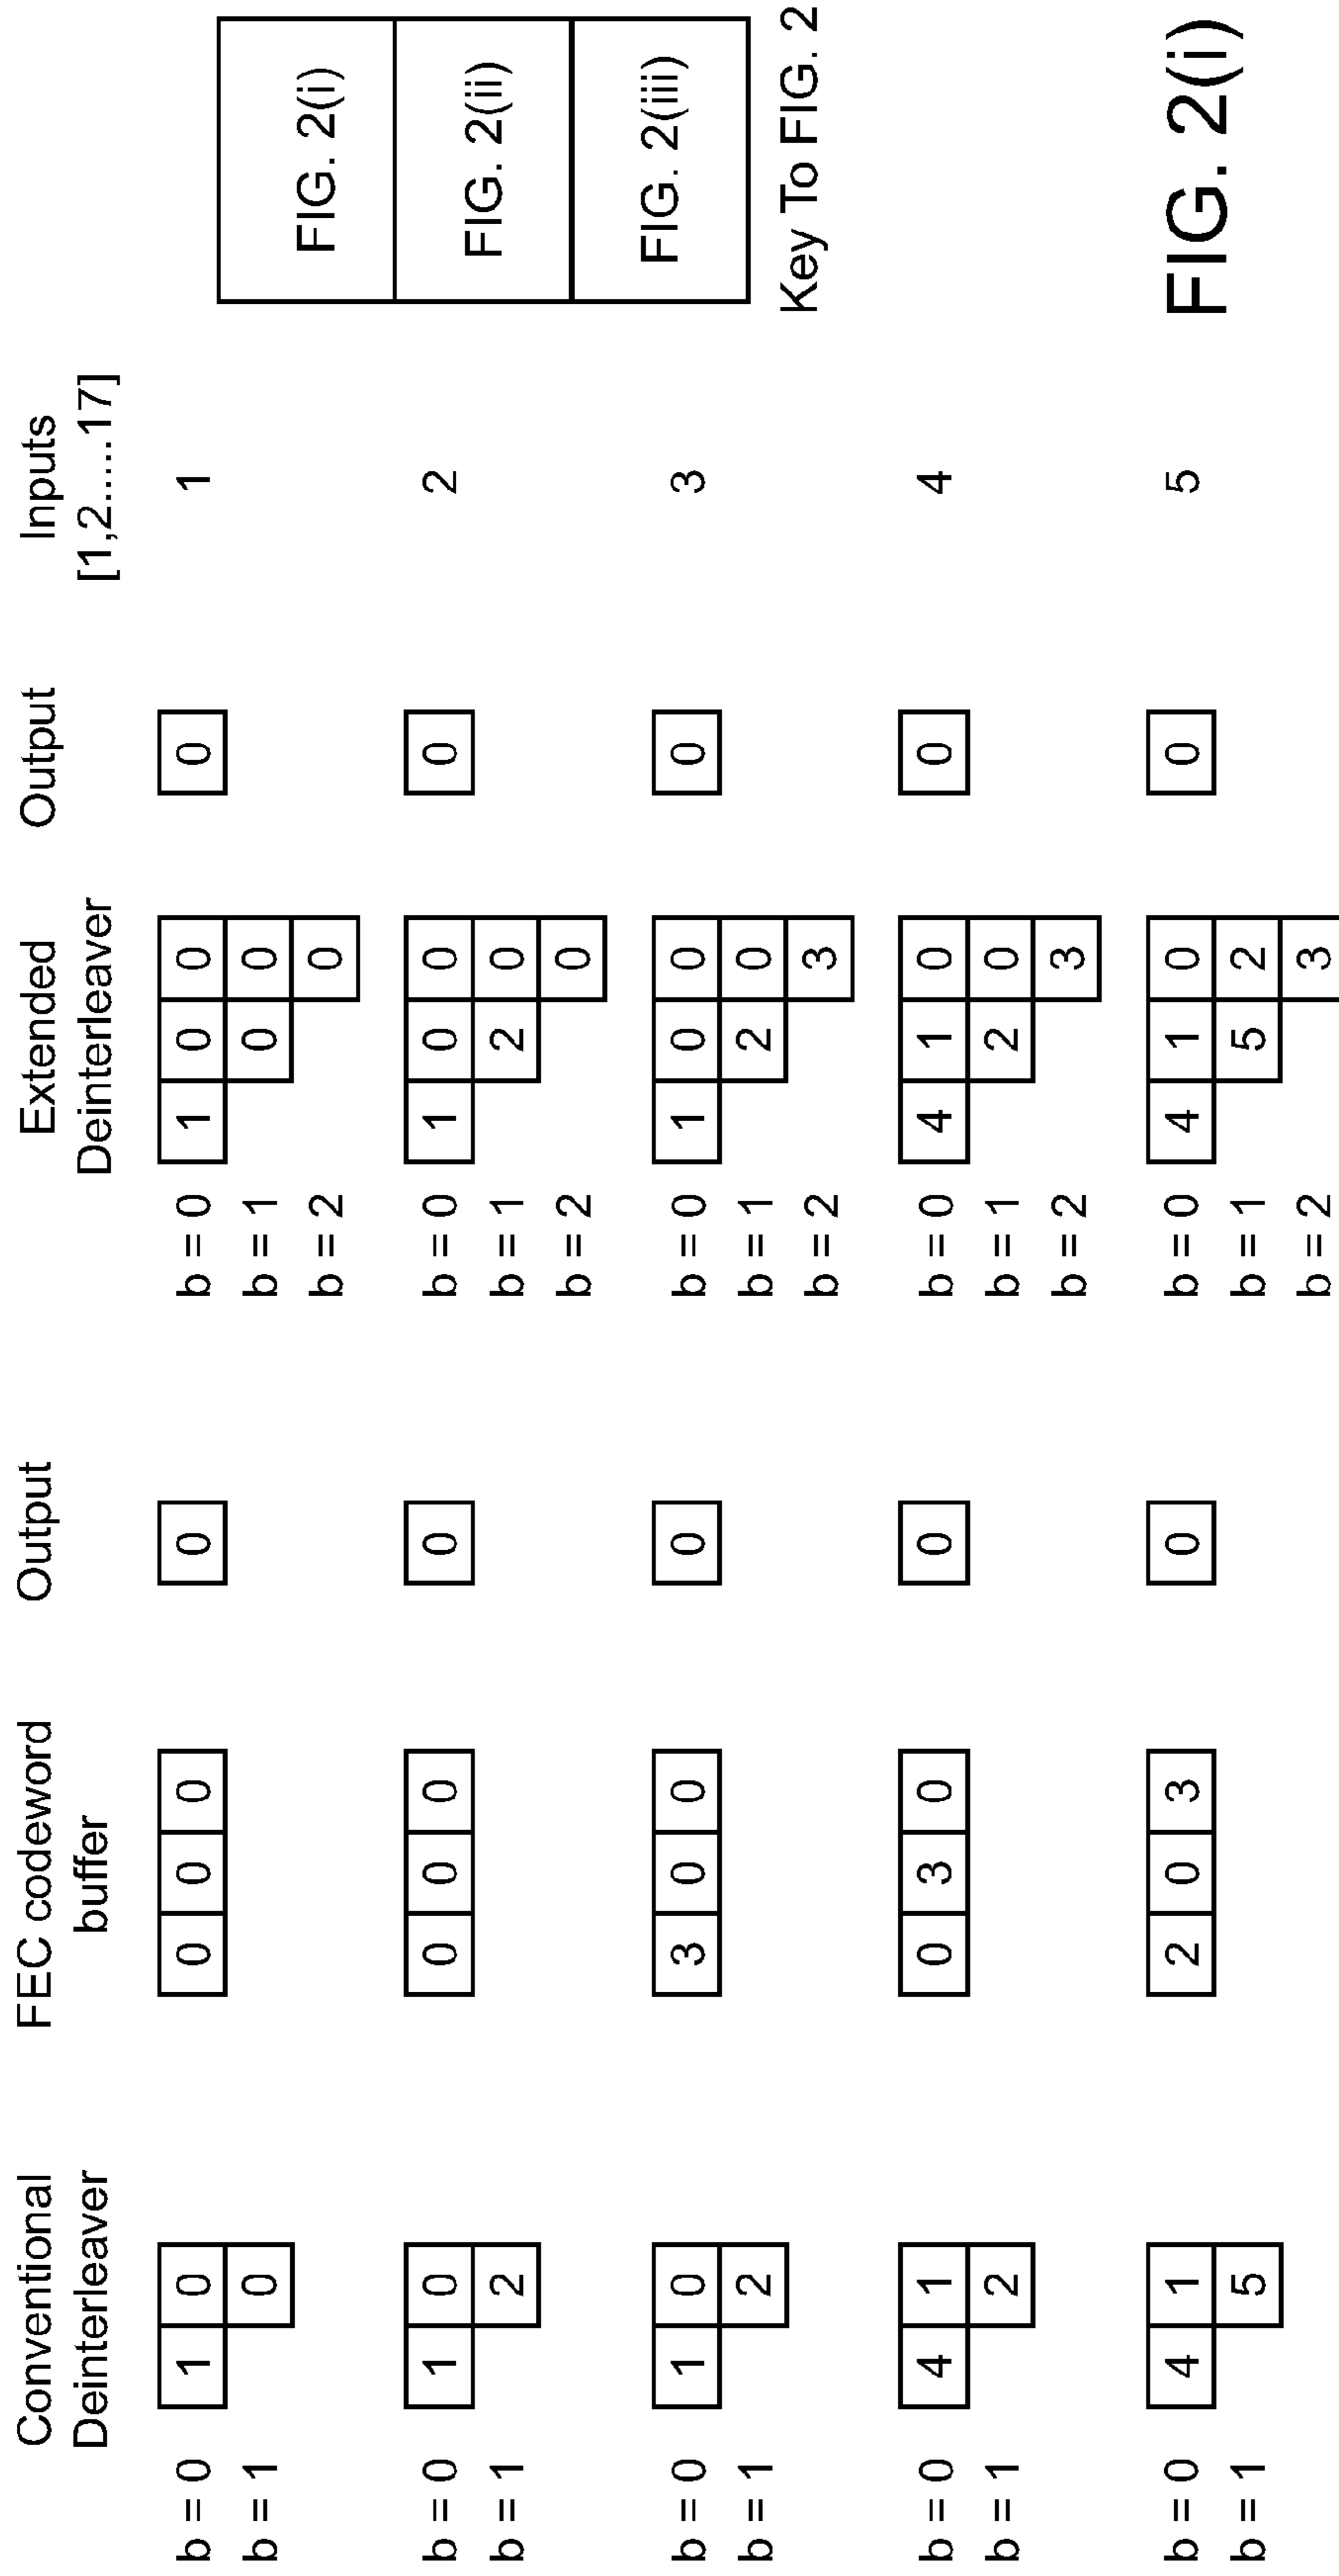 Conventional Deinterleaver FEC codeword buffer Output Extended Deinterleaver Output Inputs [1,2.....17]
b = 0 1 0 0 0 0 0 b = 0 1 0 0 0 1
b = 1 0 b = 1 0 0
b = 2 0
b = 0 1 0 0 0 0 0 b = 0 1 0 0 0 2
b = 1 2 b = 1 2 0
b = 2 0
b = 0 1 0 3 0 0 0 b = 0 1 0 0 0 3
b = 1 2 b = 1 2 0
b = 2 3
b = 0 4 1 0 3 0 0 b = 0 4 1 0 0 4
b = 1 2 b = 1 2 0
b = 2 3
b = 0 4 1 2 0 3 0 b = 0 4 1 0 0 5
b = 1 5 b = 1 5 2
b = 2 3
FIG. 2(i)
FIG. 2(ii)
FIG. 2(iii)
Key To FIG. 2
FIG. 2(i)